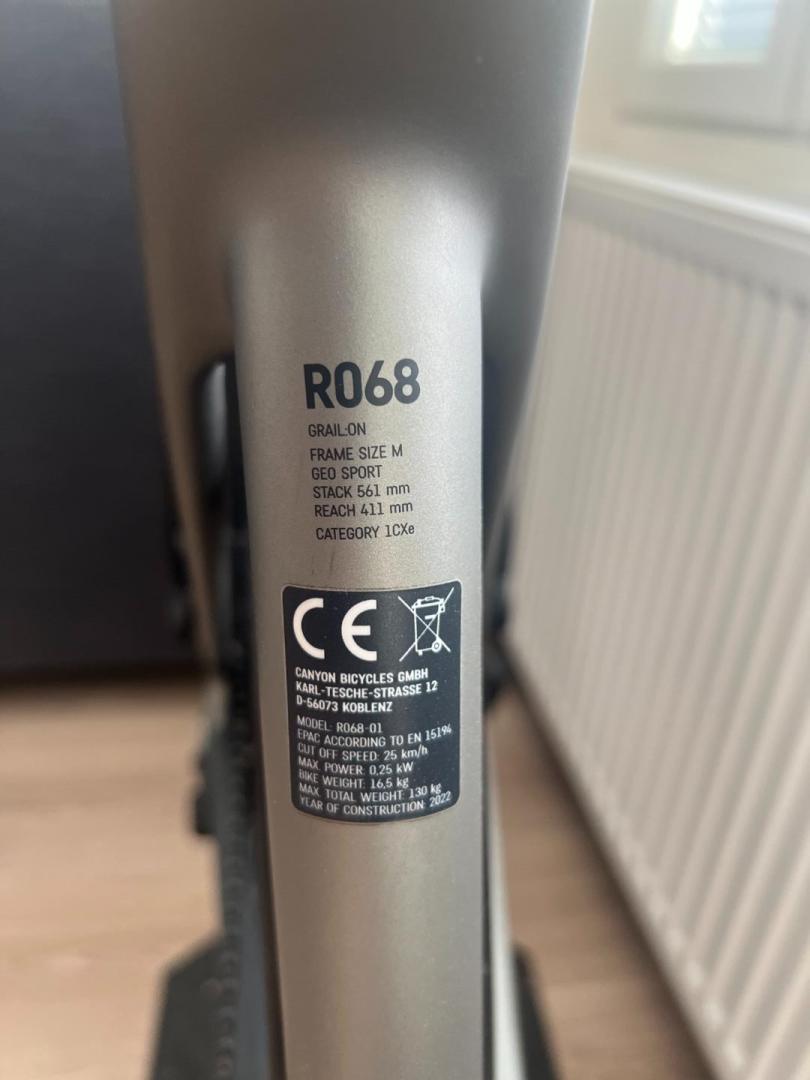 R068
GRAIL:ON
FRAME SIZE M
GEO SPORT
STACK 561 mm
REACH 411 mm
CATEGORY 1CXe
CE
CANYON BICYCLES GMBH
KARL-TESCHE-STRASSE 12
D-56073 KOBLENZ
MODEL: R068-01
EPAC ACCORDING TO EN 15194
CUT OFF SPEED: 25 km/h
MAX. POWER: 0,25 kW
BIKE WEIGHT: 16,5 kg
MAX. TOTAL WEIGHT: 130 kg
YEAR OF CONSTRUCTION: 2022